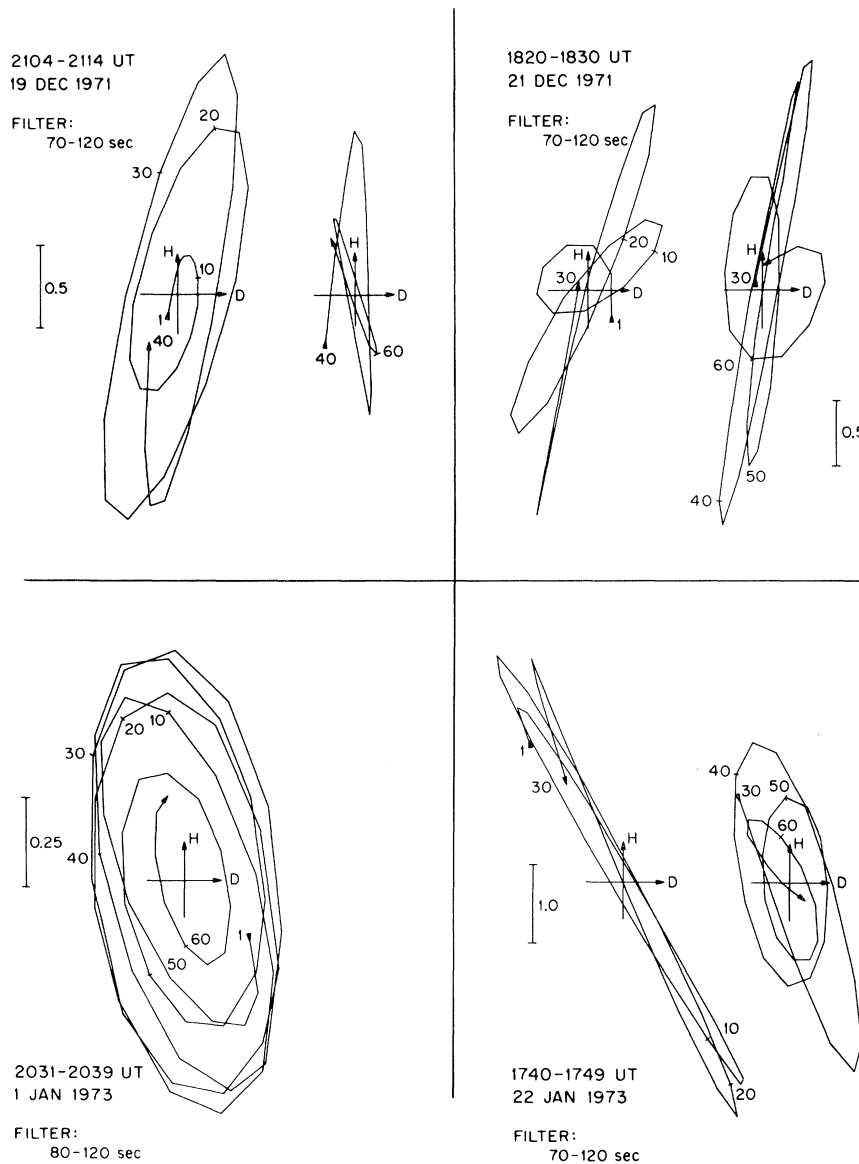 2104-2114 UT
19 DEC 1971
FILTER:
70-120 sec
20
30
H
10
0.5
D
1
40
H
D
40
60
1820-1830 UT
21 DEC 1971
FILTER:
70-120 sec
20
10
H
30
D
1
H
30
D
60
0.5
50
40
20
10
30
0.25
40
H
D
1
60
50
2031-2039 UT
1 JAN 1973
FILTER:
80-120 sec
1
30
H
D
1.0
10
20
40
30
50
60
H
D
1740-1749 UT
22 JAN 1973
FILTER:
70-120 sec